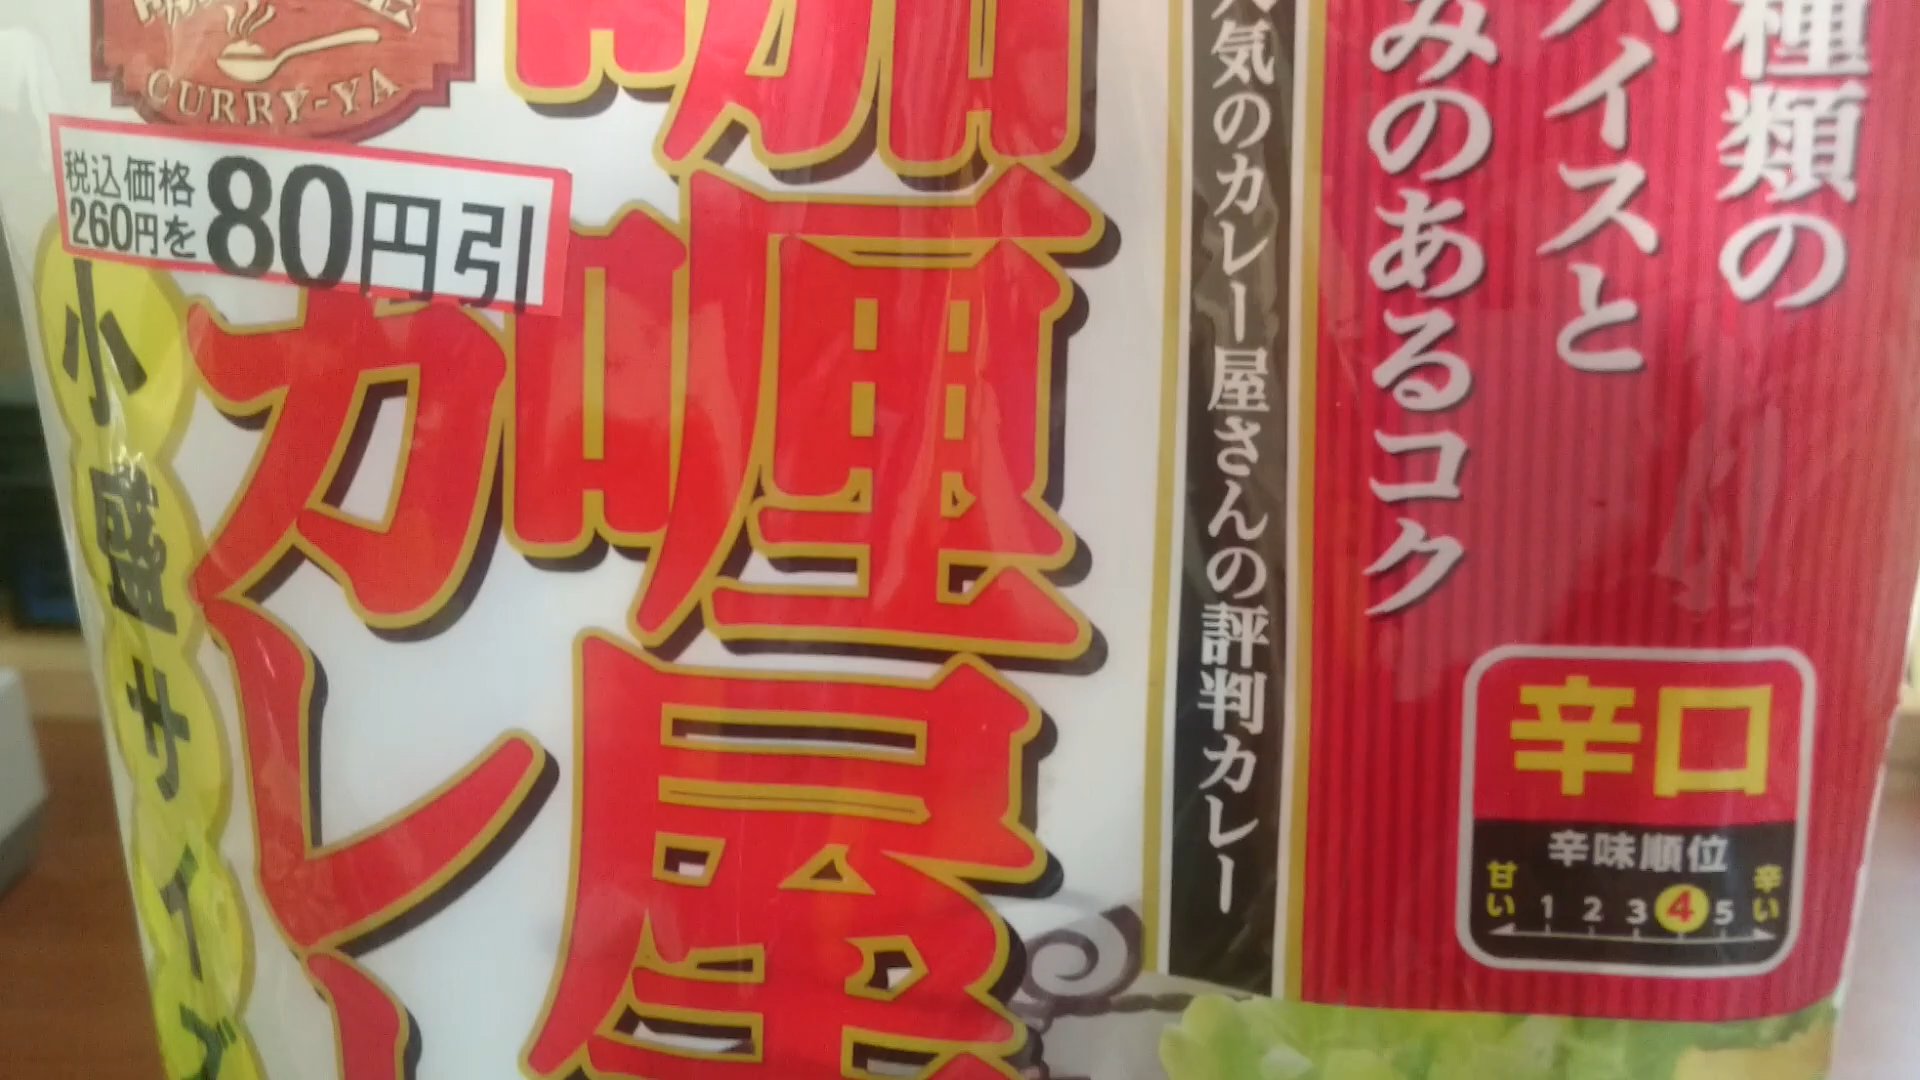 CURRY-YA
税込価格
260円を
80円引
種類の
スパイスと
みのあるコク
気のカレー屋さんの評判カレー
咖喱屋
カレー
小盛サイズ
辛口
辛味順位
甘い 1 2 3 4 5 辛い